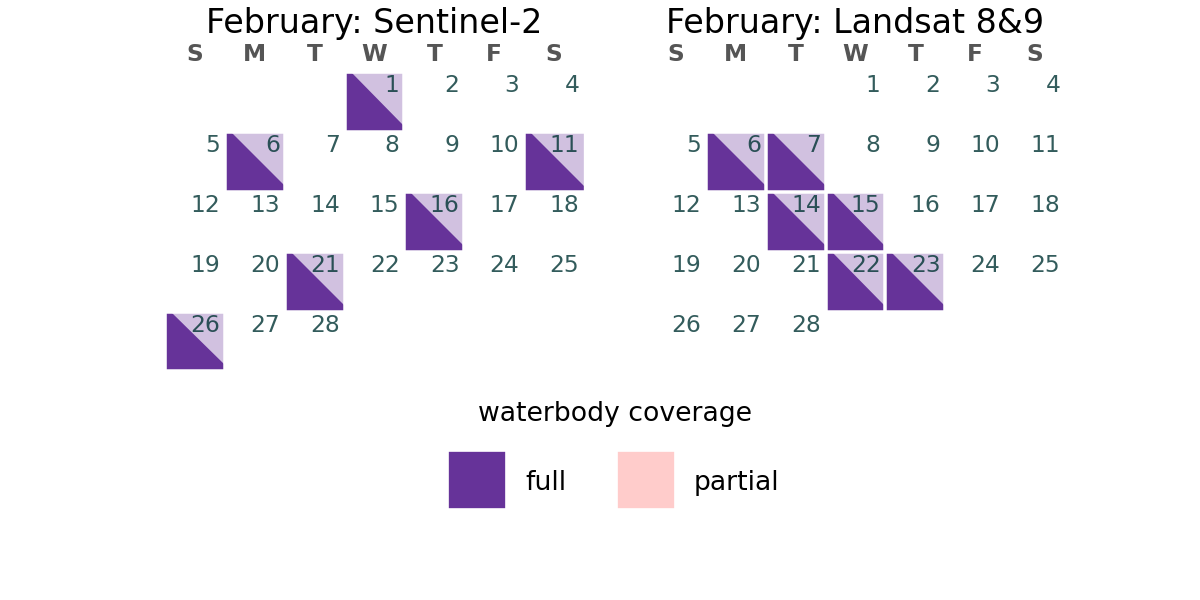 February: Sentinel-2
S M T W T F S
1 2 3 4
5 6 7 8 9 10 11
12 13 14 15 16 17 18
19 20 21 22 23 24 25
26 27 28
February: Landsat 8&9
S M T W T F S
1 2 3 4
5 6 7 8 9 10 11
12 13 14 15 16 17 18
19 20 21 22 23 24 25
26 27 28
waterbody coverage
full partial